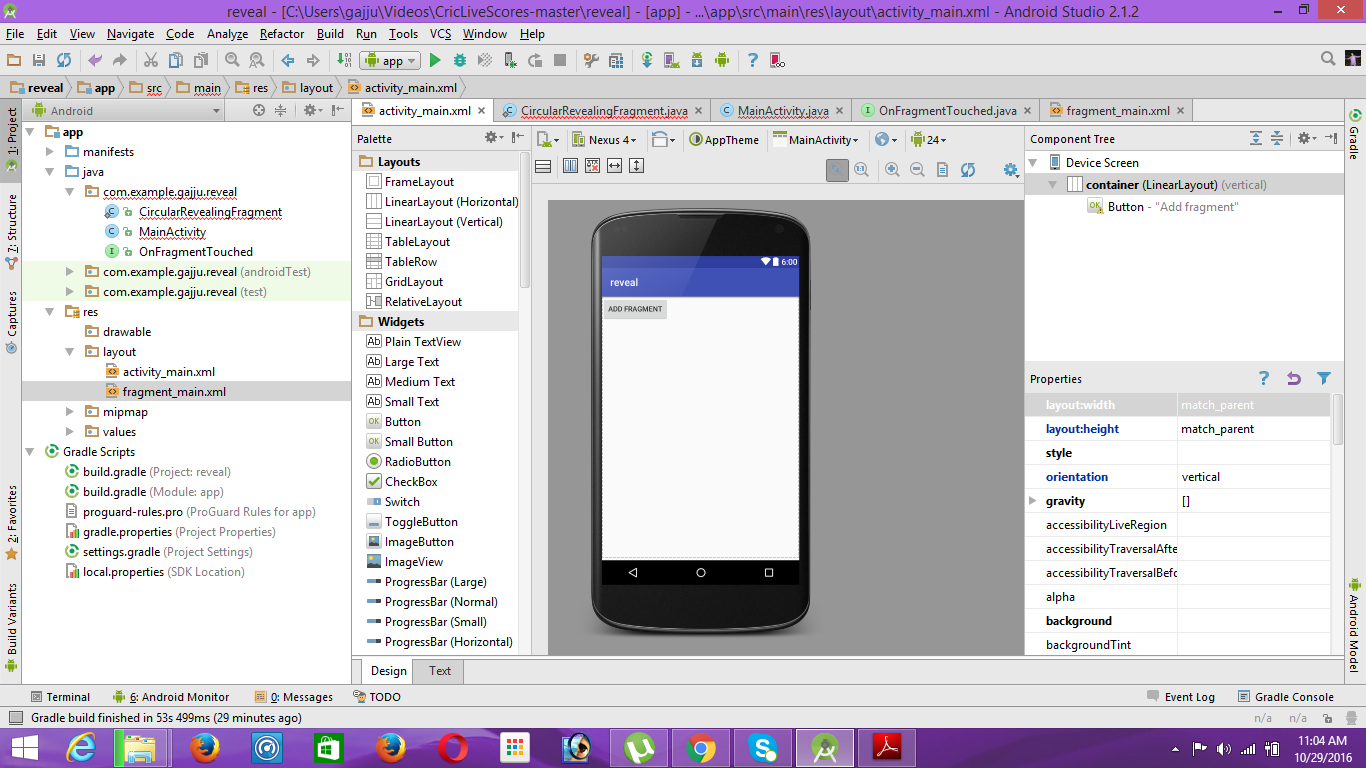 reveal - [C:\Users\gajju\Videos\CricLiveScores-master\reveal] - [app] - ...\app\src\main\res\layout\activity_main.xml - Android Studio 2.1.2
File Edit View Navigate Code Analyze Refactor Build Run Tools VCS Window Help
app
reveal app src main res layout activity_main.xml
Android
activity_main.xml CircularRevealingFragment.java MainActivity.java OnFragmentTouched.java fragment_main.xml
1: Project
7: Structure
Captures
2: Favorites
Build Variants
app
manifests
java
com.example.gajju.reveal
CircularRevealingFragment
MainActivity
OnFragmentTouched
com.example.gajju.reveal (androidTest)
com.example.gajju.reveal (test)
res
drawable
layout
activity_main.xml
fragment_main.xml
mipmap
values
Gradle Scripts
build.gradle (Project: reveal)
build.gradle (Module: app)
proguard-rules.pro (ProGuard Rules for app)
gradle.properties (Project Properties)
settings.gradle (Project Settings)
local.properties (SDK Location)
Palette
Layouts
FrameLayout
LinearLayout (Horizontal)
LinearLayout (Vertical)
TableLayout
TableRow
GridLayout
RelativeLayout
Widgets
Ab Plain TextView
Ab Large Text
Ab Medium Text
Ab Small Text
OK Button
OK Small Button
RadioButton
CheckBox
Switch
ToggleButton
ImageButton
ImageView
ProgressBar (Large)
ProgressBar (Normal)
ProgressBar (Small)
ProgressBar (Horizontal)
Nexus 4 AppTheme MainActivity 24
6:00
reveal
ADD FRAGMENT
Design Text
Component Tree
Device Screen
container (LinearLayout) (vertical)
OK Button - "Add fragment"
Properties
layout:width match_parent
layout:height match_parent
style
orientation vertical
gravity []
accessibilityLiveRegion
accessibilityTraversalAfte
accessibilityTraversalBefo
alpha
background
backgroundTint
Gradle
Android Model
Terminal 6: Android Monitor 0: Messages TODO Event Log Gradle Console
Gradle build finished in 53s 499ms (29 minutes ago) n/a n/a
11:04 AM
10/29/2016